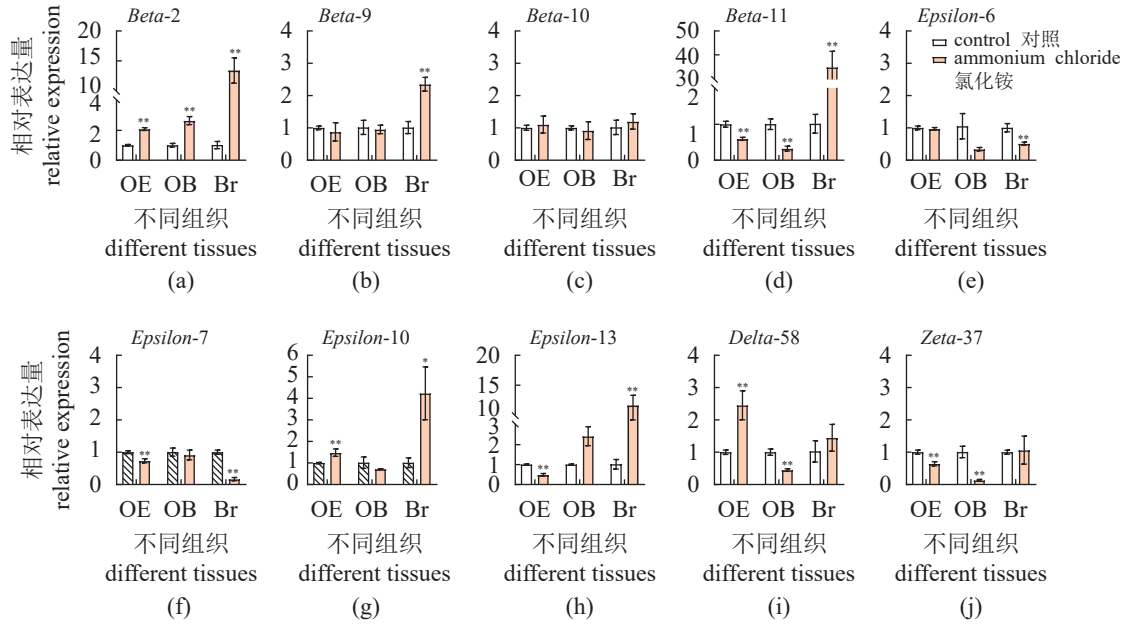 相对表达量
relative expression
Beta-2
20
15
10
4
2
0
**
**
**
OE OB Br
不同组织
different tissues
(a)
Beta-9
4
3
2
1
0
**
OE OB Br
不同组织
different tissues
(b)
Beta-10
4
3
2
1
0
OE OB Br
不同组织
different tissues
(c)
Beta-11
50
40
30
2
1
0
**
**
**
OE OB Br
不同组织
different tissues
(d)
Epsilon-6
control 对照
ammonium chloride
氯化铵
4
3
2
1
0
**
OE OB Br
不同组织
different tissues
(e)
相对表达量
relative expression
Epsilon-7
4
3
2
1
0
**
**
OE OB Br
不同组织
different tissues
(f)
Epsilon-10
6
5
4
3
2
1
0
**
*
OE OB Br
不同组织
different tissues
(g)
Epsilon-13
20
15
10
3
2
1
0
**
**
OE OB Br
不同组织
different tissues
(h)
Delta-58
4
3
2
1
0
**
**
OE OB Br
不同组织
different tissues
(i)
Zeta-37
4
3
2
1
0
**
**
OE OB Br
不同组织
different tissues
(j)